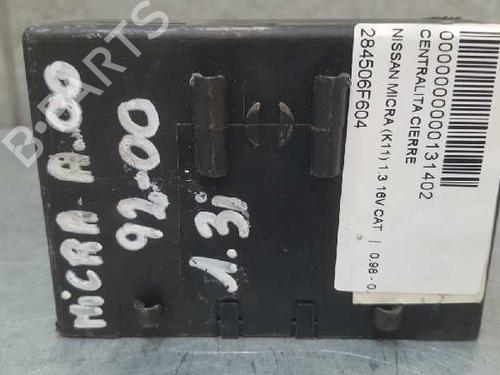 B-PARTS
MICRA A.00
92-00
1.3i
0000000000131402
CENTRALITA CIERRE
NISSAN MICRA (K11) 1.3 16V CAT | 0.98 - 0.
284506F604